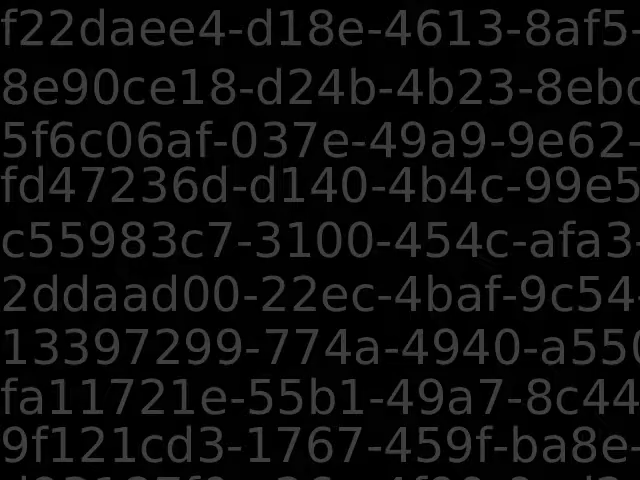 f22daee4-d18e-4613-8af5-
8e90ce18-d24b-4b23-8ebc
5f6c06af-037e-49a9-9e62-
fd47236d-d140-4b4c-99e5
c55983c7-3100-454c-afa3-
2ddaad00-22ec-4baf-9c54-
13397299-774a-4940-a550
fa11721e-55b1-49a7-8c44
9f121cd3-1767-459f-ba8e-